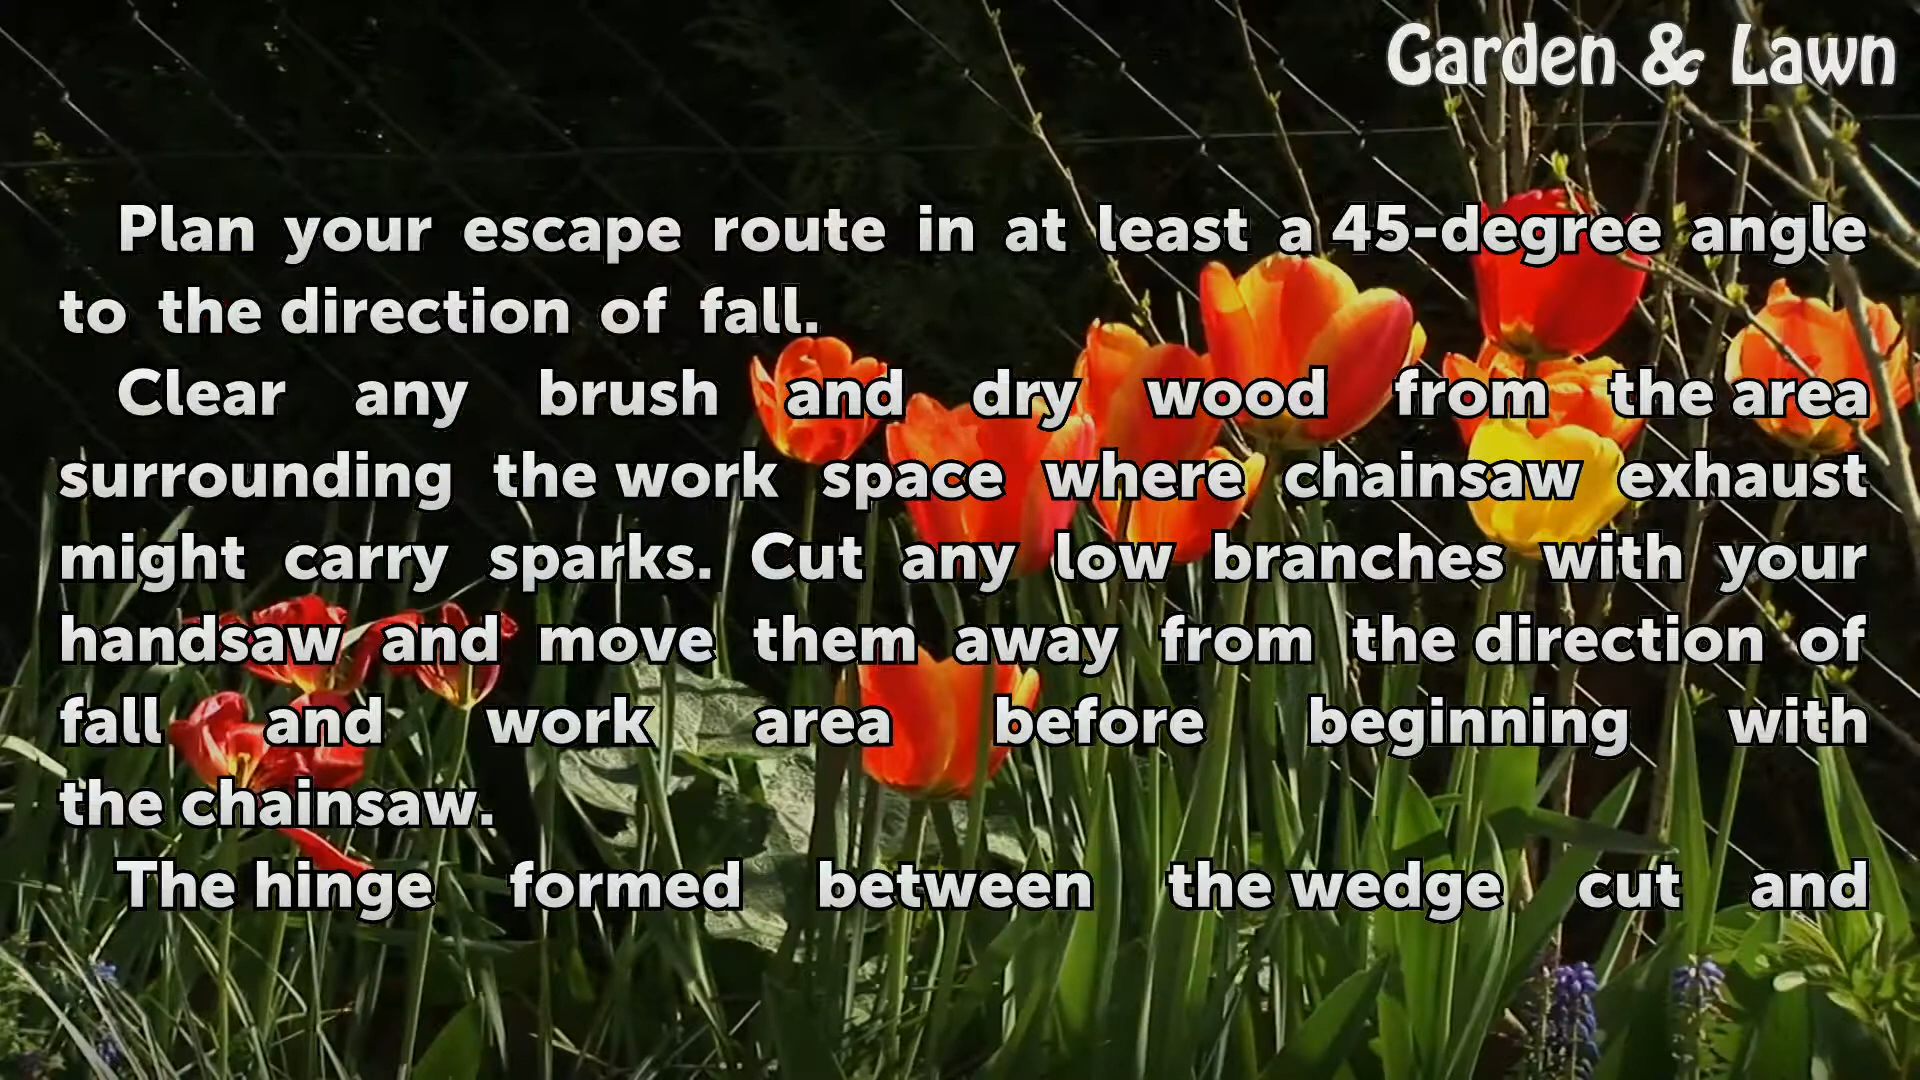 Garden & Lawn
Plan your escape route in at least a 45-degree angle
to the direction of fall.
Clear any brush and dry wood from the area
surrounding the work space where chainsaw exhaust
might carry sparks. Cut any low branches with your
handsaw and move them away from the direction of
fall and work area before beginning with
the chainsaw.
The hinge formed between the wedge cut and